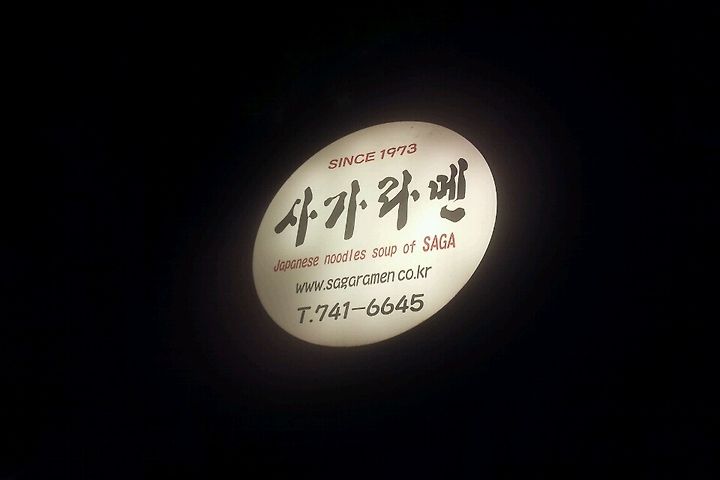 SINCE 1973
사가라멘
Japanese noodles soup of SAGA
www.sagaramen.co.kr
T.741-6645